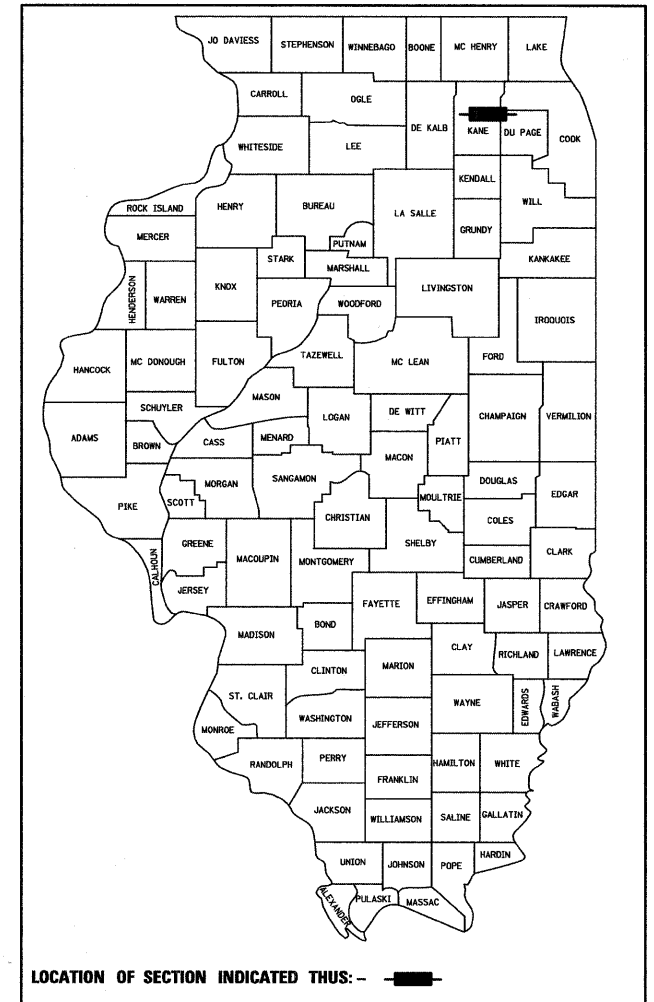 JO DAVIESS STEPHENSON WINNEBAGO BOONE MC HENRY LAKE
CARROLL OGLE
DE KALB KANE DU PAGE COOK
WHITESIDE LEE
KENDALL
ROCK ISLAND HENRY BUREAU LA SALLE GRUNDY WILL
MERCER PUTNAM
STARK MARSHALL KANKAKEE
HENDERSON WARREN KNOX PEORIA WOODFORD LIVINGSTON
IROQUOIS
HANCOCK MC DONOUGH FULTON TAZEWELL MC LEAN FORD
MASON
SCHUYLER LOGAN DE WITT CHAMPAIGN VERMILION
ADAMS BROWN CASS MENARD PIATT
MACON
MORGAN SANGAMON DOUGLAS
PIKE SCOTT MOULTRIE EDGAR
CHRISTIAN COLES
GREENE SHELBY
CALHOUN MACOUPIN MONTGOMERY CUMBERLAND CLARK
JERSEY FAYETTE EFFINGHAM JASPER CRAWFORD
MADISON BOND
CLAY RICHLAND LAWRENCE
CLINTON MARION
ST. CLAIR WAYNE EDWARDS WABASH
WASHINGTON JEFFERSON
MONROE
RANDOLPH PERRY HAMILTON WHITE
FRANKLIN
JACKSON WILLIAMSON SALINE GALLATIN
UNION JOHNSON POPE HARDIN
ALEXANDER PULASKI MASSAC
LOCATION OF SECTION INDICATED THUS: -